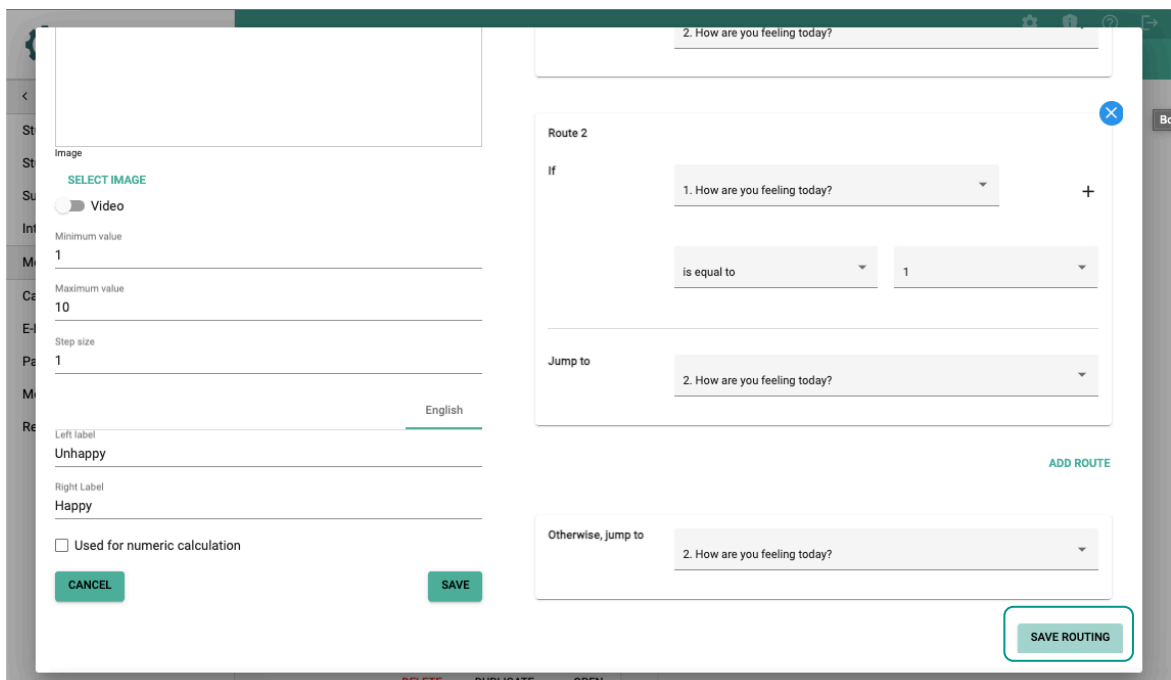 2. How are you feeling today?
Route 2
Image
If
SELECT IMAGE
1. How are you feeling today?
Video
Minimum value
1
is equal to
1
Maximum value
10
Step size
1
Jump to
2. How are you feeling today?
English
Left label
Unhappy
ADD ROUTE
Right Label
Happy
Otherwise, jump to
Used for numeric calculation
2. How are you feeling today?
CANCEL
SAVE
SAVE ROUTING
DELETE DUPLICATE OPEN